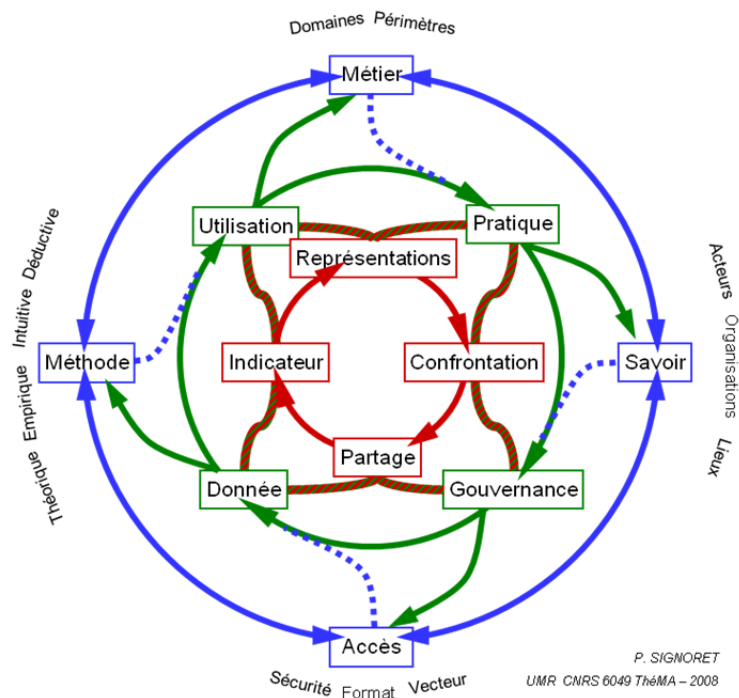 Domaines Périmètres
Métier
Utilisation
Pratique
Représentations
Théorique Empirique Intuitive Déductive
Acteurs Organisations Lieux
Méthode
Indicateur
Confrontation
Savoir
Partage
Donnée
Gouvernance
Accès
Sécurité Format Vecteur
P. SIGNORET
UMR CNRS 6049 ThéMA – 2008